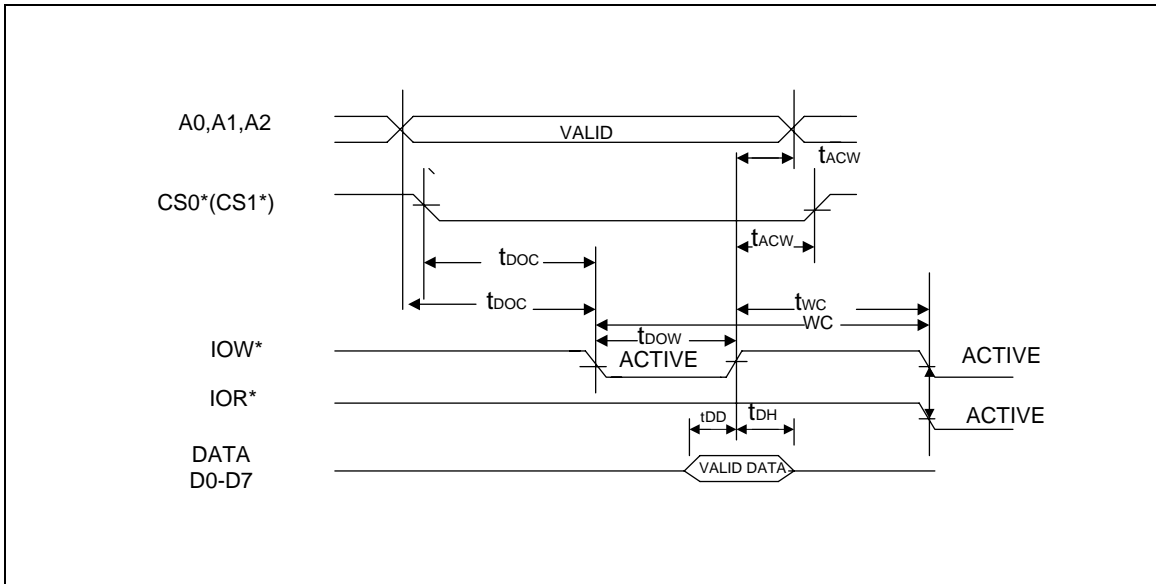 A0,A1,A2
VALID
tACW
CS0*(CS1*)
tACW
tDOC
tDOC
tWC
WC
tDOW
IOW*
ACTIVE
ACTIVE
IOR*
ACTIVE
tDD
tDH
DATA
D0-D7
VALID DATA